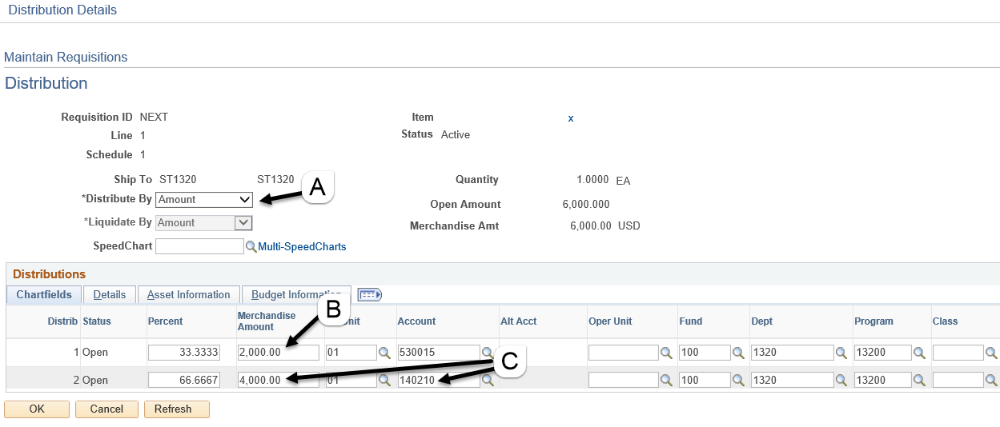 Distribution Details
Maintain Requisitions
Distribution
Requisition ID NEXT Item x
Line 1 Status Active
Schedule 1
Ship To ST1320 ST1320 Quantity 1.0000 EA
*Distribute By Amount A Open Amount 6,000.000
*Liquidate By Amount Merchandise Amt 6,000.00 USD
SpeedChart Multi-SpeedCharts
Distributions
Chartfields Details Asset Information Budget Information
Distrib Status Percent Merchandise Amount B Account Alt Acct Oper Unit Fund Dept Program Class
1 Open 33.3333 2,000.00 01 530015 100 1320 13200
C
2 Open 66.6667 4,000.00 01 140210 100 1320 13200
OK Cancel Refresh